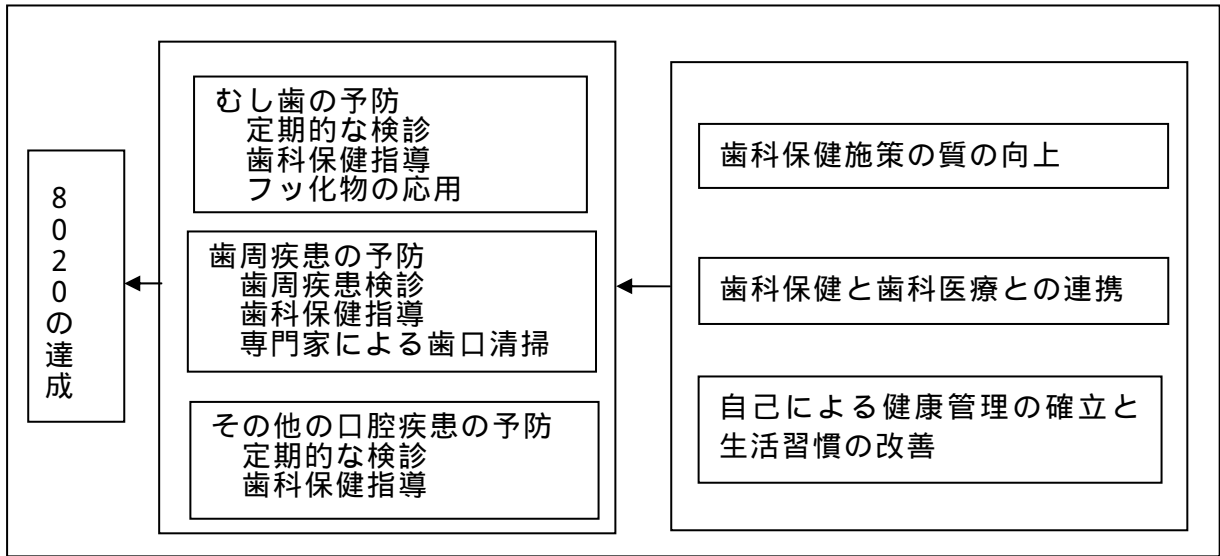 8020の達成
むし歯の予防
定期的な検診
歯科保健指導
フッ化物の応用
歯周疾患の予防
歯周疾患検診
歯科保健指導
専門家による歯口清掃
その他の口腔疾患の予防
定期的な検診
歯科保健指導
歯科保健施策の質の向上
歯科保健と歯科医療との連携
自己による健康管理の確立と
生活習慣の改善